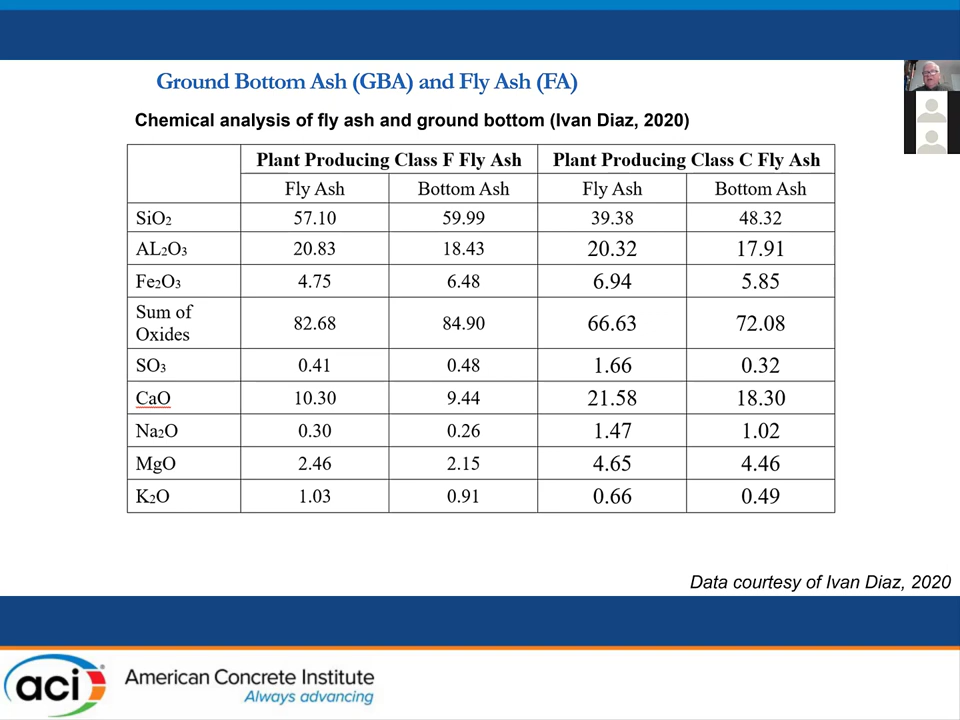 Ground Bottom Ash (GBA) and Fly Ash (FA)
Chemical analysis of fly ash and ground bottom (Ivan Diaz, 2020)
Plant Producing Class F Fly Ash Plant Producing Class C Fly Ash
Fly Ash Bottom Ash Fly Ash Bottom Ash
SiO2 57.10 59.99 39.38 48.32
AL2O3 20.83 18.43 20.32 17.91
Fe2O3 4.75 6.48 6.94 5.85
Sum of
Oxides 82.68 84.90 66.63 72.08
SO3 0.41 0.48 1.66 0.32
CaO 10.30 9.44 21.58 18.30
Na2O 0.30 0.26 1.47 1.02
MgO 2.46 2.15 4.65 4.46
K2O 1.03 0.91 0.66 0.49
Data courtesy of Ivan Diaz, 2020
aci American Concrete Institute
Always advancing